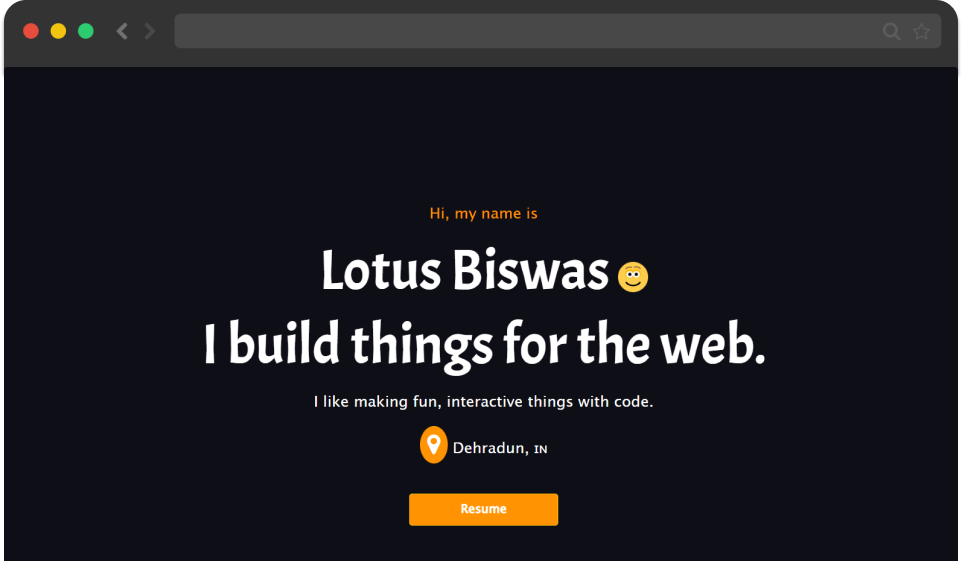 Hi, my name is
Lotus Biswas
I build things for the web.
I like making fun, interactive things with code.
Dehradun, IN
Resume